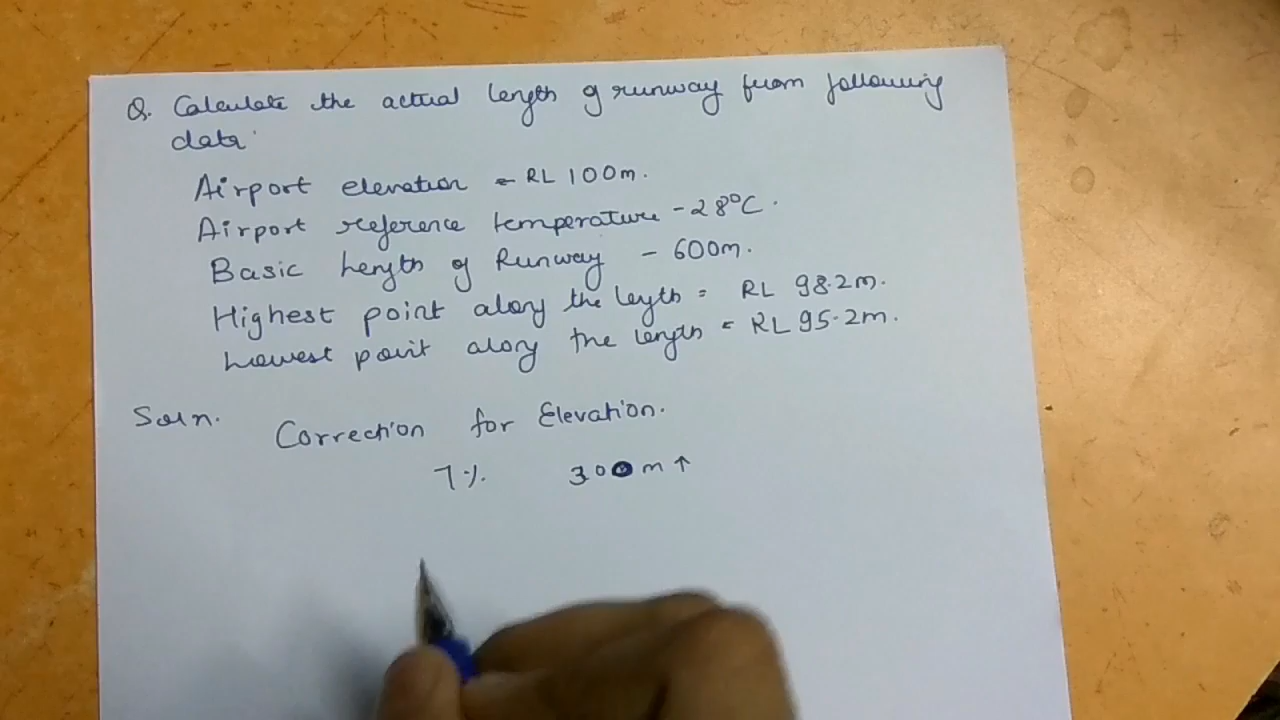 Q. Calculate the actual length of runway from following
data
Airport elevation = RL 100m.
Airport reference temperature - 28°C.
Basic Length of Runway - 600m.
Highest point along the length = RL 98.2m.
Lowest point along the length = RL 95.2m.
Soln. Correction for Elevation.
7% 300m ↑